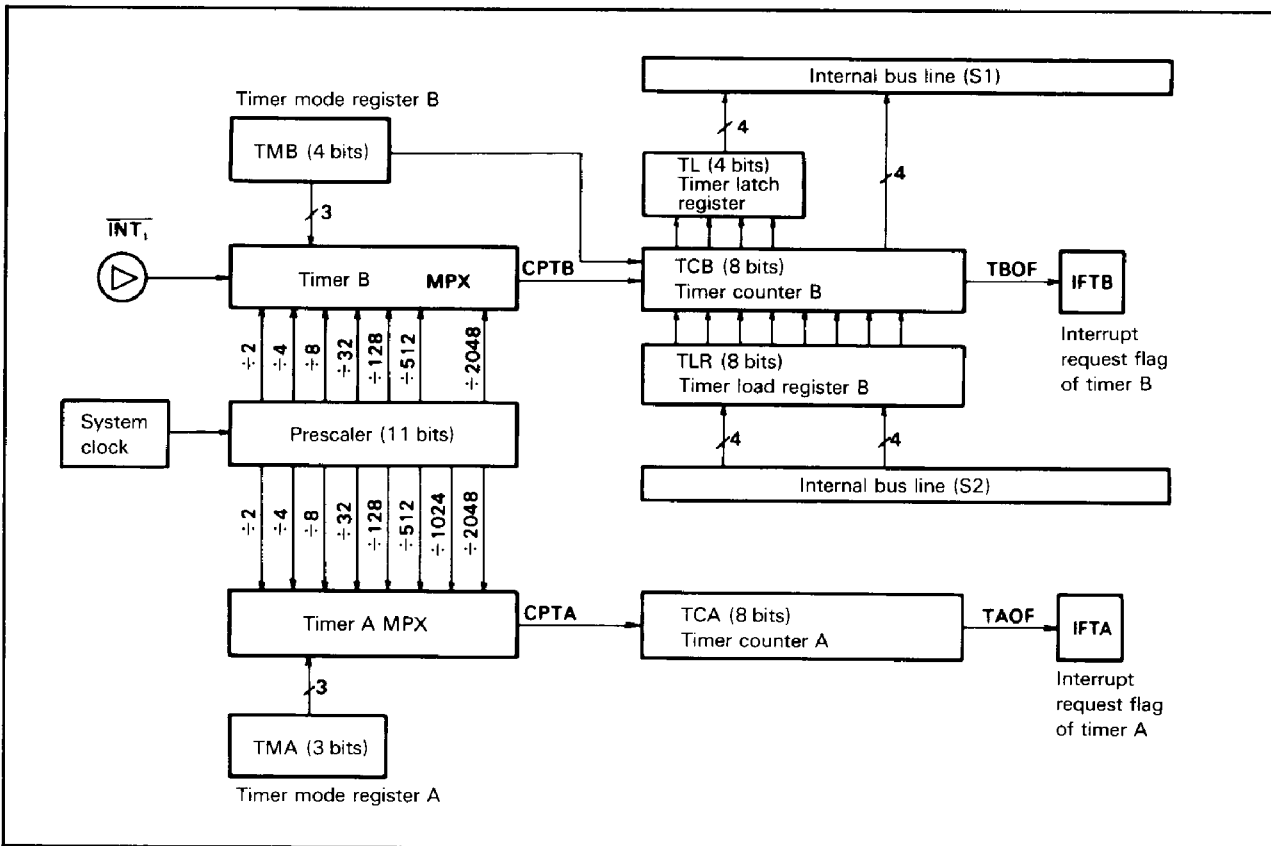 Internal bus line (S1)
Timer mode register B
TMB (4 bits)
4
TL (4 bits)
Timer latch
register
4
3
INT₁
Timer B MPX
CPTB
TCB (8 bits)
Timer counter B
TBOF
IFTB
Interrupt
request flag
of timer B
÷2
÷4
÷8
÷32
÷128
÷512
÷2048
TLR (8 bits)
Timer load register B
System
clock
Prescaler (11 bits)
4
4
Internal bus line (S2)
÷2
÷4
÷8
÷32
÷128
÷512
÷1024
÷2048
Timer A MPX
CPTA
TCA (8 bits)
Timer counter A
TAOF
IFTA
Interrupt
request flag
of timer A
3
TMA (3 bits)
Timer mode register A